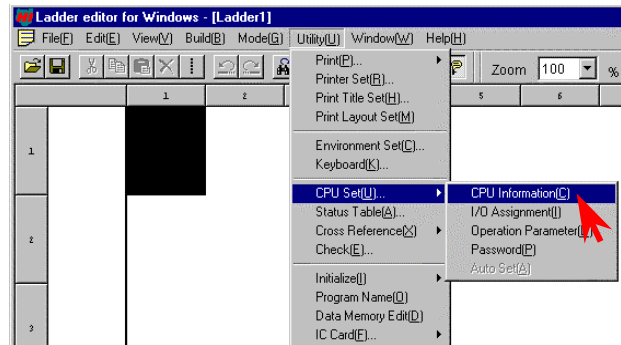 Ladder editor for Windows - [Ladder1]
File(F) Edit(E) View(V) Build(B) Mode(G) Utility(U) Window(W) Help(H)
Zoom 100 %
1 2 5 6
1
2
3
Print(P)...
Printer Set(R)...
Print Title Set(H)...
Print Layout Set(M)
Environment Set(C)...
Keyboard(K)...
CPU Set(U)...
Status Table(A)...
Cross Reference(X)
Check(E)...
Initialize(I)
Program Name(O)
Data Memory Edit(D)
IC Card(F)...
CPU Information(C)
I/O Assignment(I)
Operation Parameter
Password(P)
Auto Set(A)